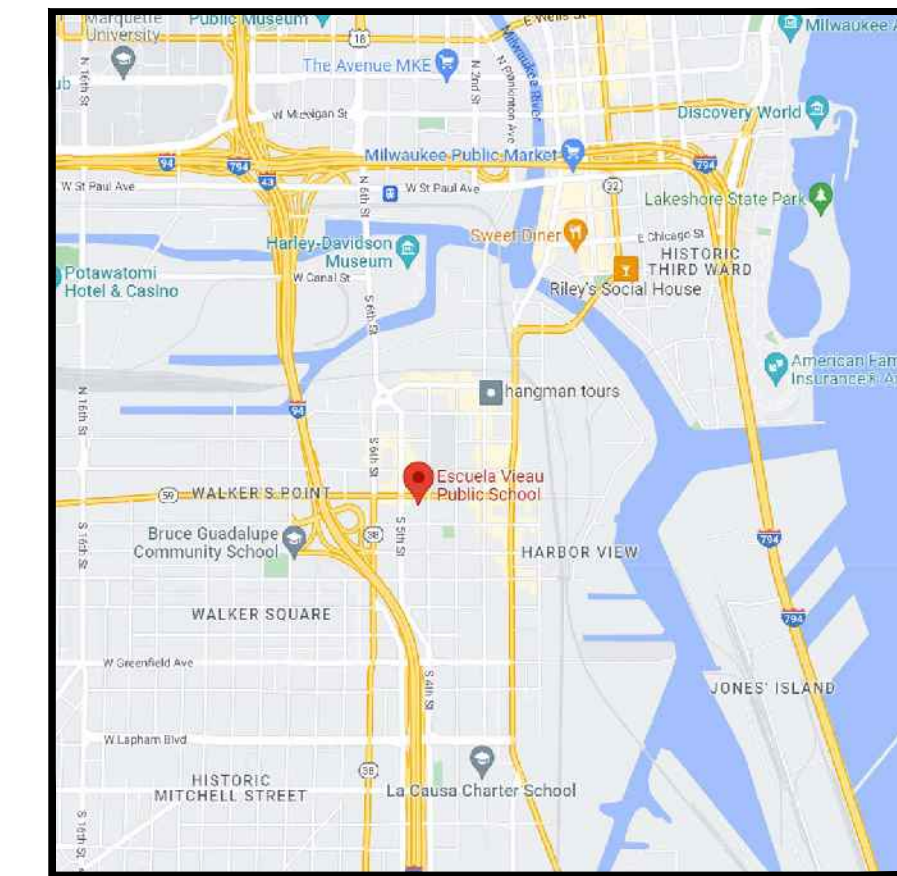 Marquette
University
Public Museum
18
E Wells St
Milwaukee A
N 16th St
ub
The Avenue MKE
N 2nd St
N Plankinton Ave
Milwaukee River
W Michigan St
Discovery World
94
794
43
Milwaukee Public Market
794
W St Paul Ave
N 6th St
W St Paul Ave
32
Lakeshore State Park
Harley-Davidson
Museum
Sweet Diner
E Chicago St
HISTORIC
THIRD WARD
Potawatomi
Hotel & Casino
W Canal St
Riley's Social House
S 6th St
American Fam
Insurance® A
N 16th St
hangman tours
94
S 6th St
Escuela Vieau
Public School
59
WALKER'S POINT
S 16th St
Bruce Guadalupe
Community School
38
S 5th St
HARBOR VIEW
794
WALKER SQUARE
794
W Greenfield Ave
S 4th St
JONES' ISLAND
W Lapham Blvd
38
HISTORIC
MITCHELL STREET
La Causa Charter School
S 16th St